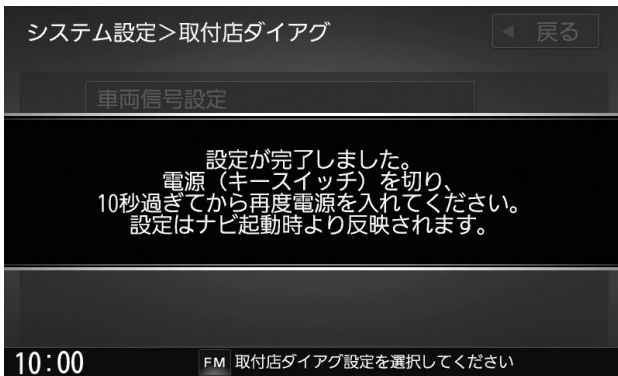 システム設定＞取付店ダイアグ
◀ 戻る
車両信号設定
設定が完了しました。
電源（キースイッチ）を切り、
10秒過ぎてから再度電源を入れてください。
設定はナビ起動時より反映されます。
10:00
FM 取付店ダイアグ設定を選択してください